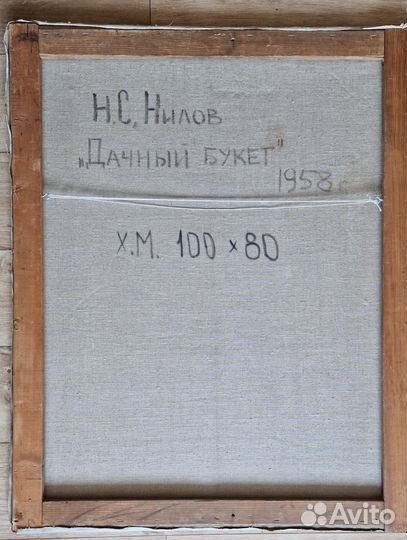 Н.С. Нилов
„Дачный букет"
1958 г
Х.М. 100 × 80
Avito